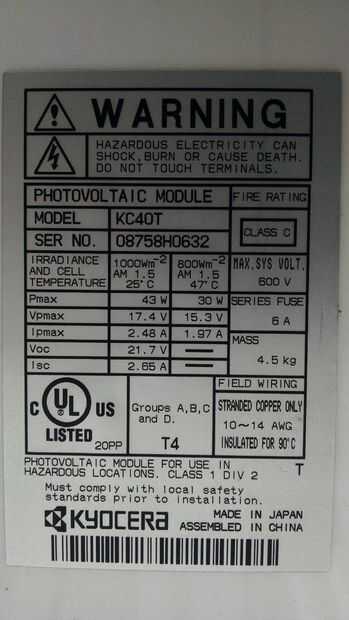 WARNING
HAZARDOUS ELECTRICITY CAN
SHOCK, BURN OR CAUSE DEATH.
DO NOT TOUCH TERMINALS.
PHOTOVOLTAIC MODULE
MODEL KC40T
SER NO. 08758H0632
IRRADIANCE AND CELL TEMPERATURE 1000Wm-2 AM 1.5 25°C 800Wm-2 AM 1.5 47°C
Pmax 43 W 30 W
Vpmax 17.4 V 15.3 V
Ipmax 2.48 A 1.97 A
Voc 21.7 V —
Isc 2.65 A —
FIRE RATING
CLASS C
MAX. SYS VOLT.
600 V
SERIES FUSE
6 A
MASS
4.5 kg
C UL US
LISTED 20PP
Groups A,B,C
and D.
T4
FIELD WIRING
STRANDED COPPER ONLY
10~14 AWG
INSULATED FOR 90°C
PHOTOVOLTAIC MODULE FOR USE IN T
HAZARDOUS LOCATIONS. CLASS 1 DIV 2
Must comply with local safety
standards prior to installation.
KYOCERA
MADE IN JAPAN
ASSEMBLED IN CHINA